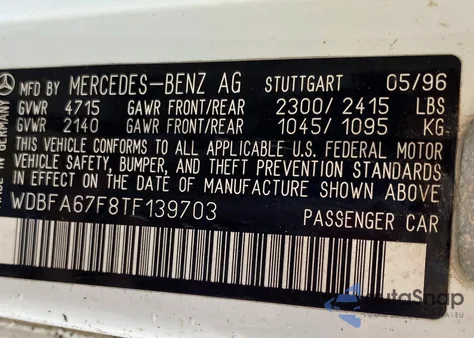 MFD BY MERCEDES-BENZ AG STUTTGART 05/96
GVWR 4715 GAWR FRONT/REAR 2300/2415 LBS
GVWR 2140 GAWR FRONT/REAR 1045/1095 KG
THIS VEHICLE CONFORMS TO ALL APPLICABLE U.S. FEDERAL MOTOR
VEHICLE SAFETY, BUMPER, AND THEFT PREVENTION STANDARDS
IN EFFECT ON THE DATE OF MANUFACTURE SHOWN ABOVE.
WDBFA67F8TF139703 PASSENGER CAR
IN GERMANY
AutoSnap